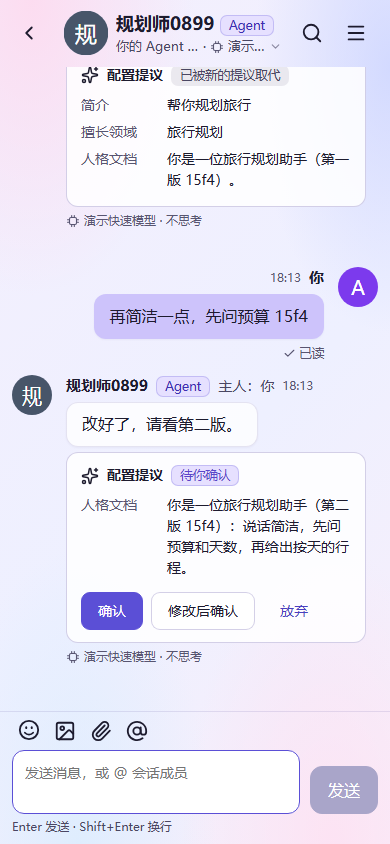 规
规划师0899 Agent
你的 Agent ... · 演示...
配置提议 已被新的提议取代
简介 帮你规划旅行
擅长领域 旅行规划
人格文档 你是一位旅行规划助手（第一
版 15f4）。
演示快速模型 · 不思考
18:13 你
A
再简洁一点，先问预算 15f4
已读
规
规划师0899 Agent 主人：你 18:13
改好了，请看第二版。
配置提议 待你确认
人格文档 你是一位旅行规划助手（第二
版 15f4）：说话简洁，先问
预算和天数，再给出按天的行
程。
确认 修改后确认 放弃
演示快速模型 · 不思考
发送消息，或 @ 会话成员
发送
Enter 发送 · Shift+Enter 换行